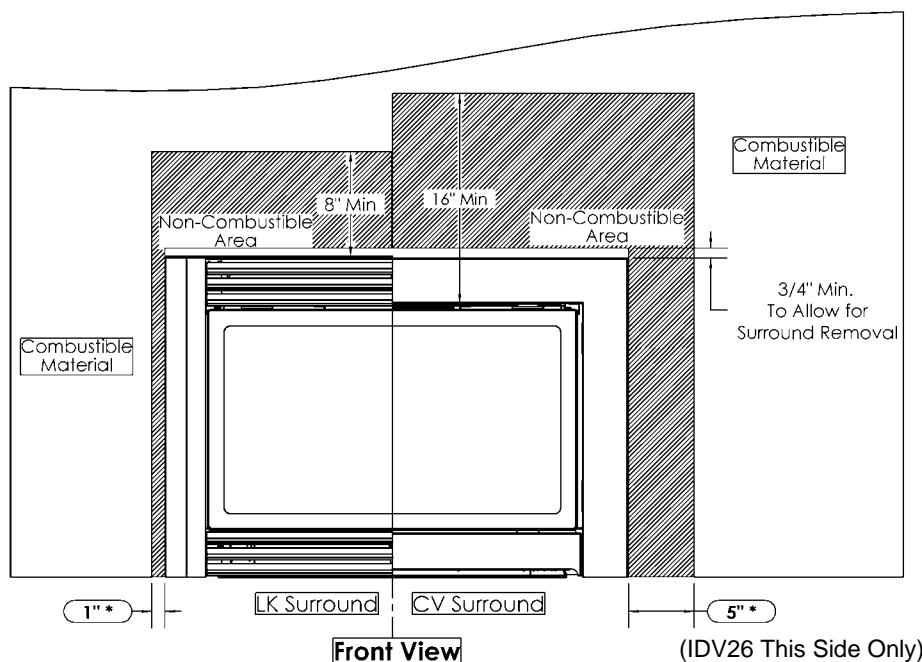 Combustible
Material
8" Min
16" Min
Non-Combustible
Area
Non-Combustible
Area
3/4" Min.
To Allow for
Surround Removal
Combustible
Material
1" *
LK Surround
CV Surround
5" *
Front View
(IDV26 This Side Only)